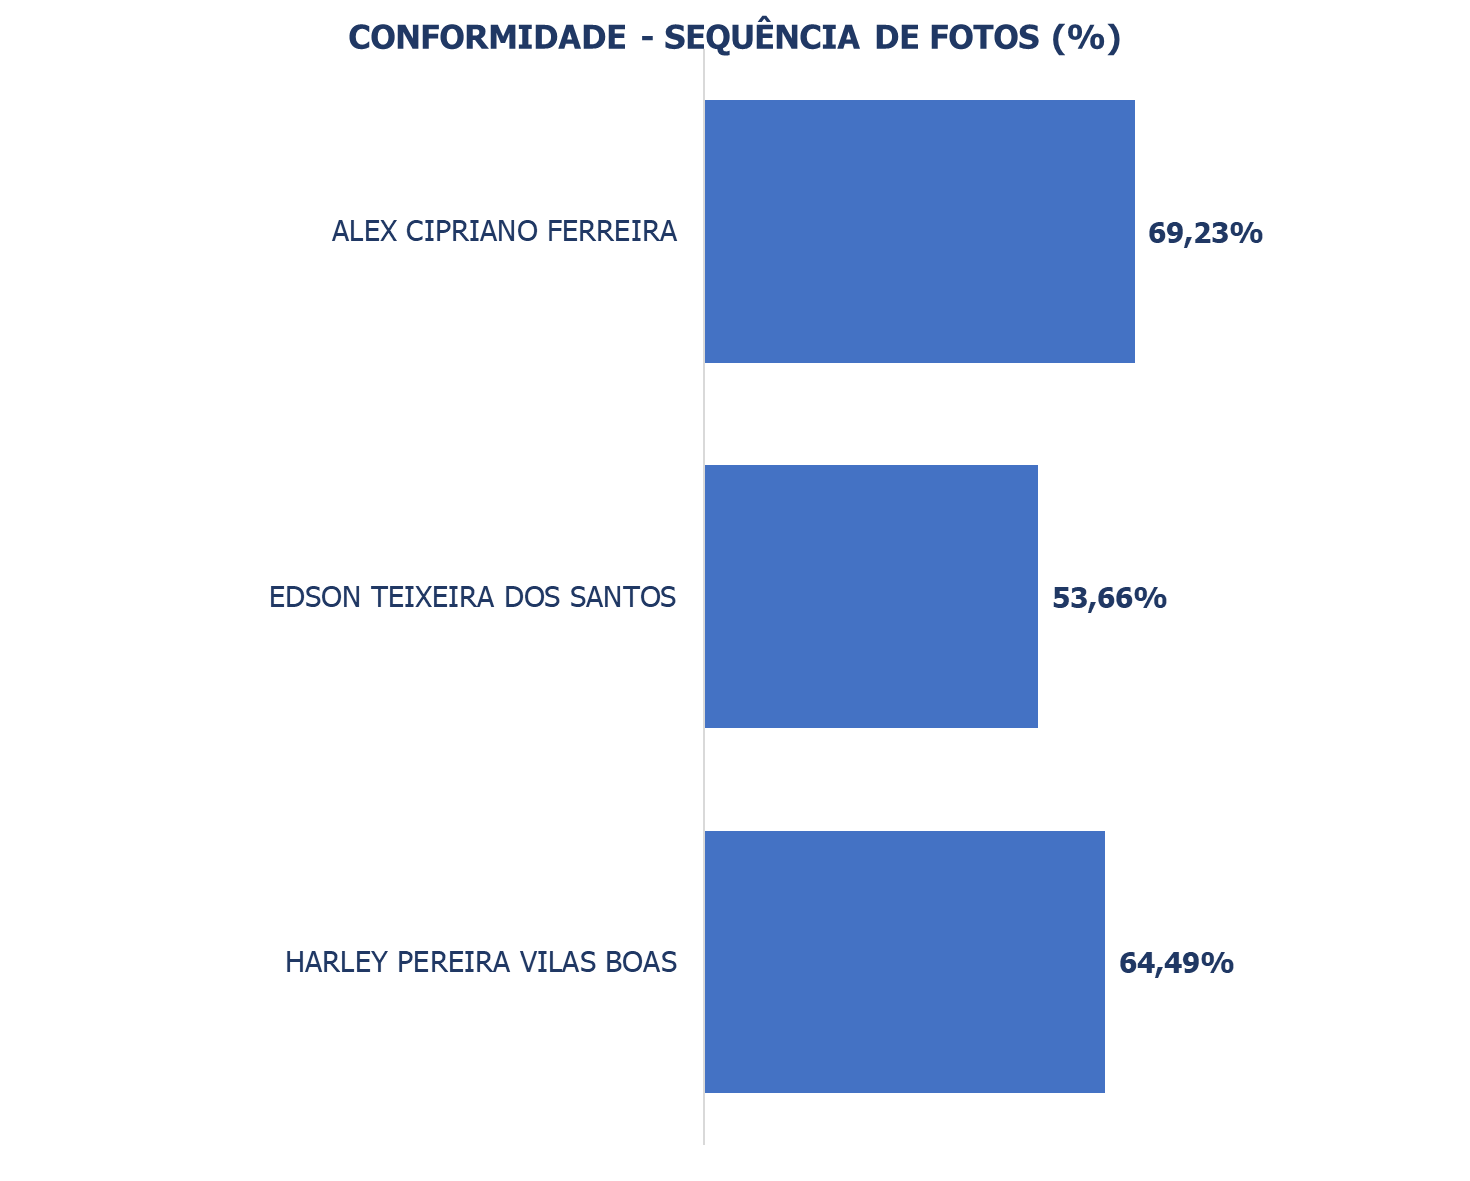 CONFORMIDADE - SEQUÊNCIA DE FOTOS (%)
ALEX CIPRIANO FERREIRA 69,23%
EDSON TEIXEIRA DOS SANTOS 53,66%
HARLEY PEREIRA VILAS BOAS 64,49%